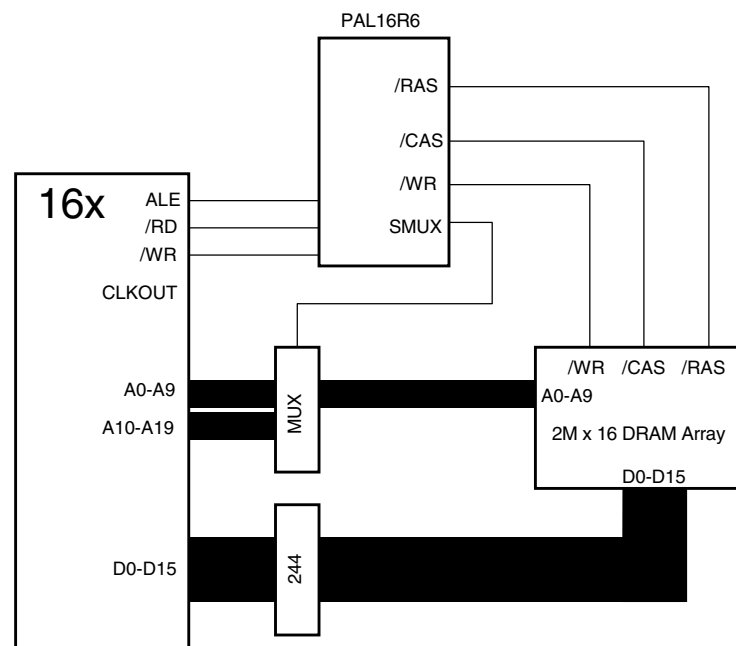 PAL16R6
/RAS
/CAS
/WR
SMUX
16x
ALE
/RD
/WR
CLKOUT
A0-A9
A10-A19
D0-D15
MUX
244
/WR /CAS /RAS
A0-A9
2M x 16 DRAM Array
D0-D15